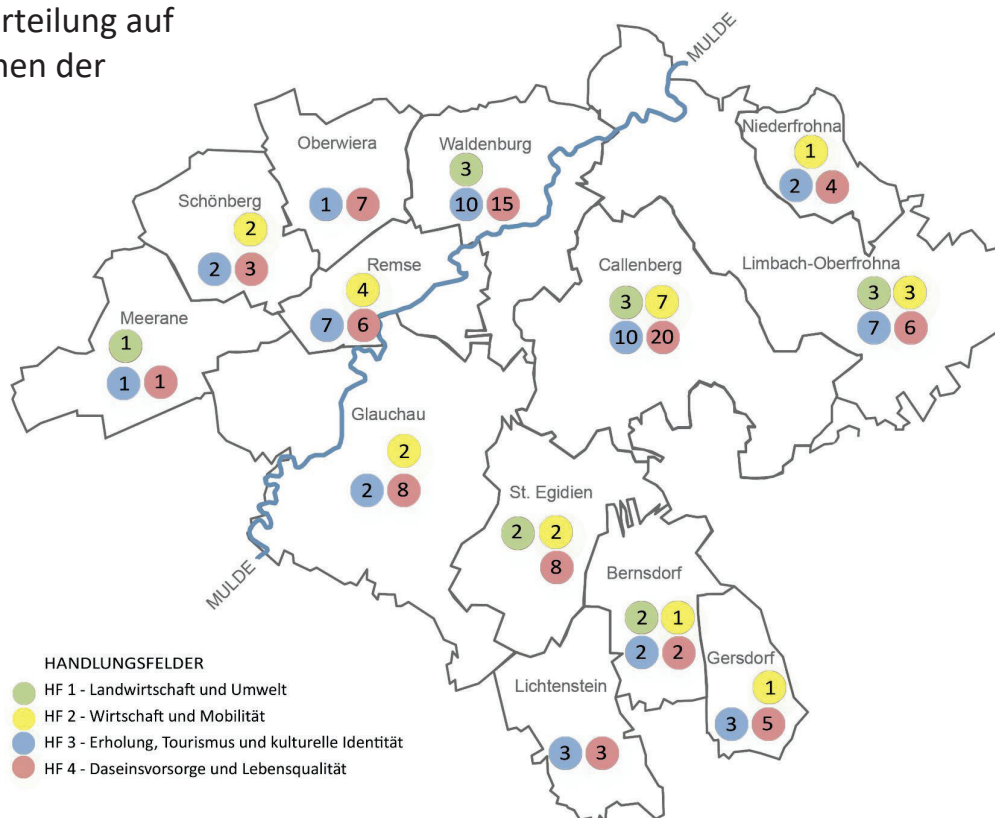 rteilung auf
nen der
MULDE
Niederfrohna
1
2 4
Oberwiera
1 7
Waldenburg
3
10 15
Schönberg
2
2 3
Remse
4
7 6
Callenberg
3 7
10 20
Limbach-Oberfrohna
3 3
7 6
Meerane
1
1 1
Glauchau
2
2 8
St. Egidien
2 2
8
MULDE
Bernsdorf
2 1
2 2
Gersdorf
1
3 5
Lichtenstein
3 3
HANDLUNGSFELDER
HF 1 - Landwirtschaft und Umwelt
HF 2 - Wirtschaft und Mobilität
HF 3 - Erholung, Tourismus und kulturelle Identität
HF 4 - Daseinsvorsorge und Lebensqualität